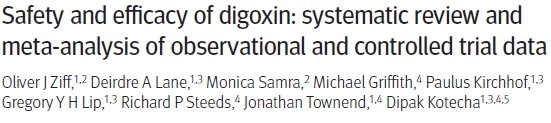 Safety and efficacy of digoxin: systematic review and
meta-analysis of observational and controlled trial data
Oliver J Ziff,1,2 Deirdre A Lane,1,3 Monica Samra,2 Michael Griffith,4 Paulus Kirchhof,1,3
Gregory Y H Lip,1,3 Richard P Steeds,4 Jonathan Townend,1,4 Dipak Kotecha1,3,4,5